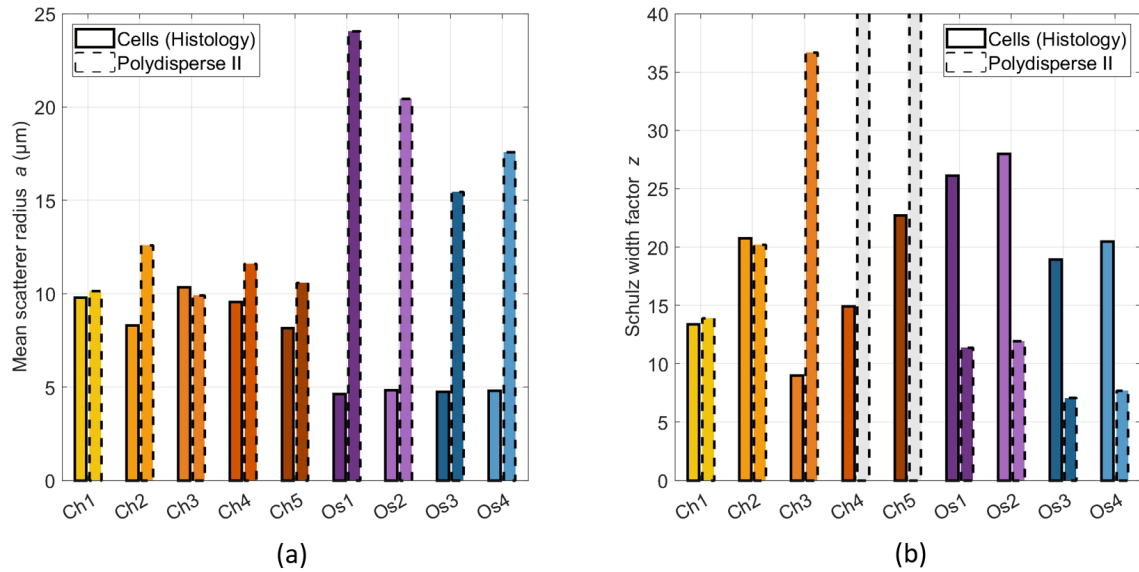 25
20
15
10
5
0
Mean scatterer radius a (μm)
Cells (Histology)
Polydisperse II
Ch1 Ch2 Ch3 Ch4 Ch5 Os1 Os2 Os3 Os4
(a)
40
35
30
25
20
15
10
5
0
Schulz width factor z
Cells (Histology)
Polydisperse II
Ch1 Ch2 Ch3 Ch4 Ch5 Os1 Os2 Os3 Os4
(b)